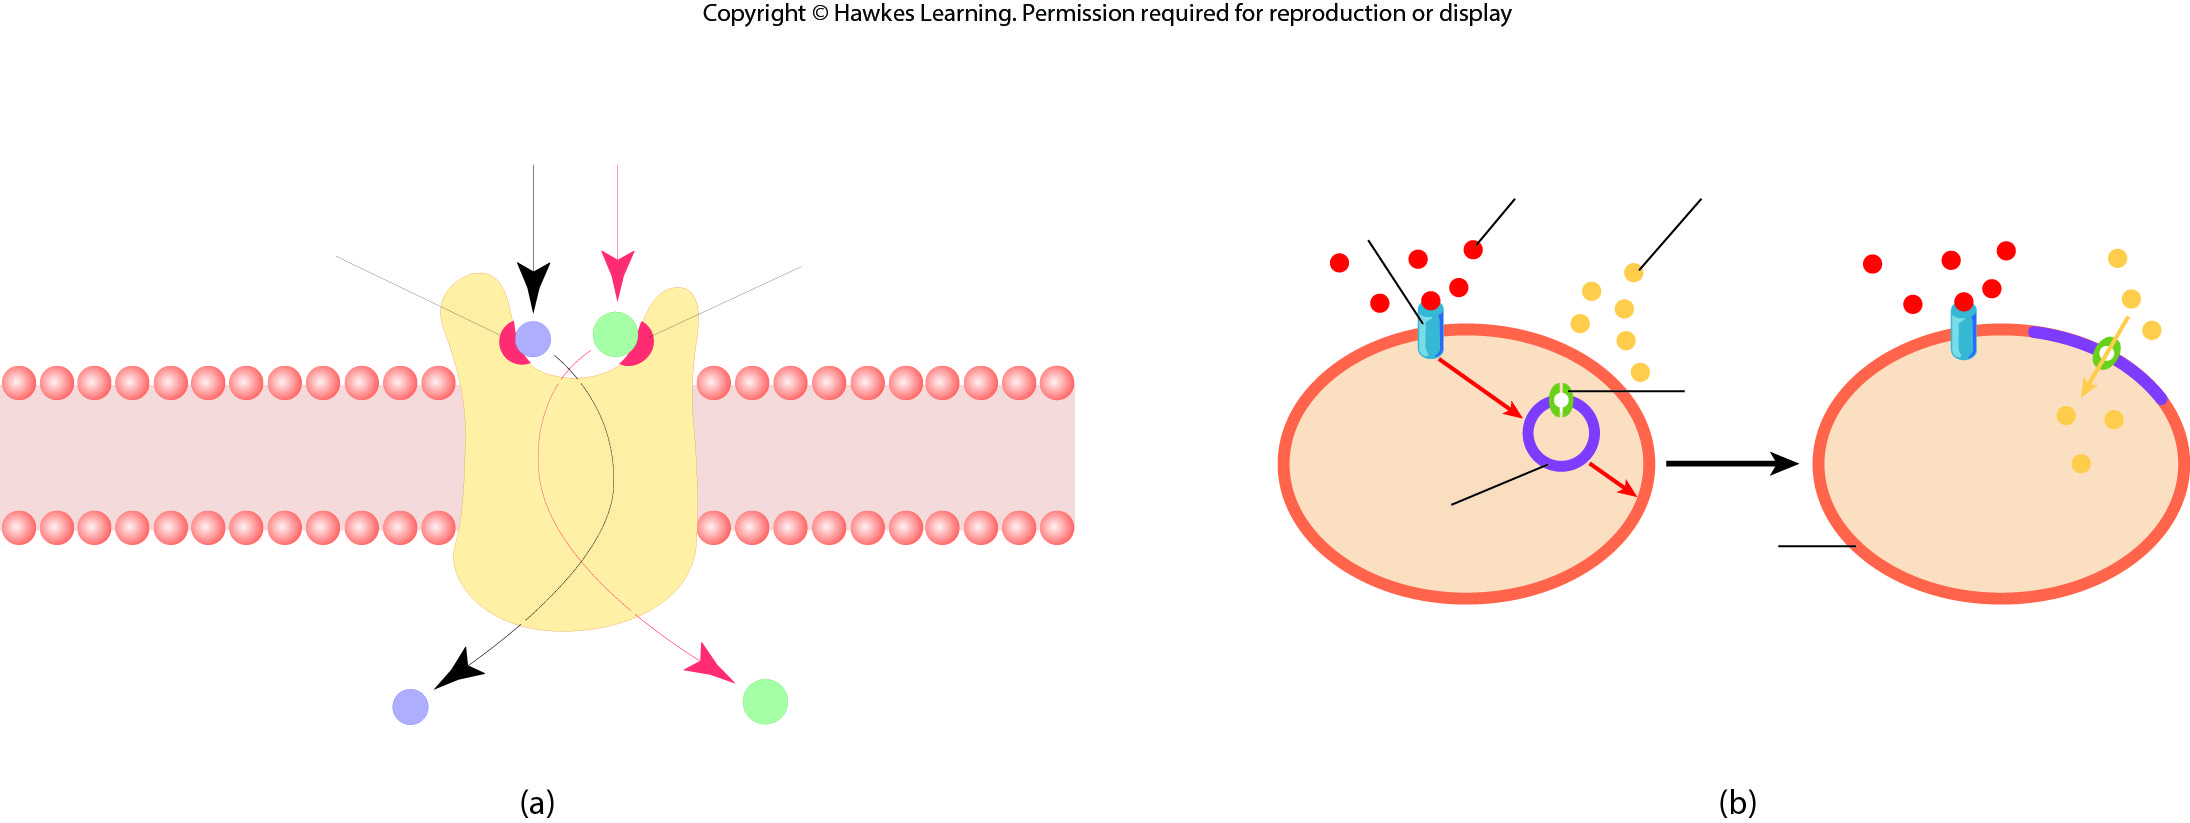 Copyright © Hawkes Learning. Permission required for reproduction or display
(a)
(b)